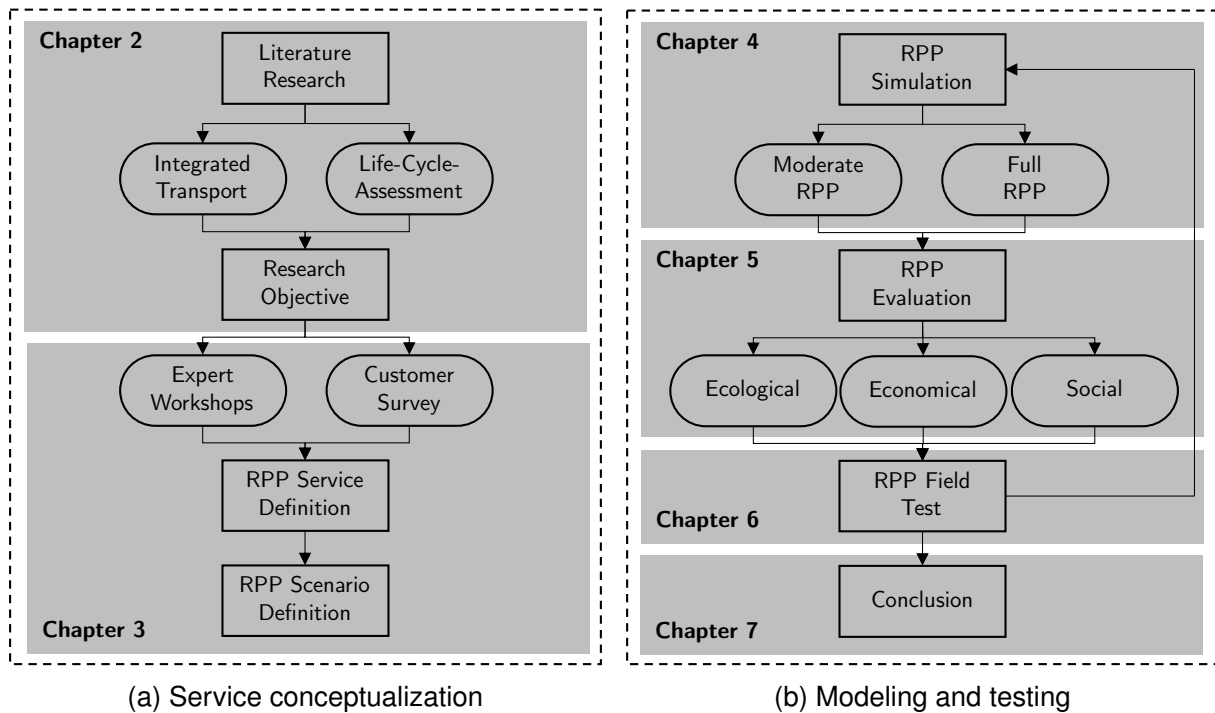 Chapter 2
Literature
Research
Integrated
Transport
Life-Cycle-
Assessment
Research
Objective
Expert
Workshops
Customer
Survey
RPP Service
Definition
RPP Scenario
Definition
Chapter 3
(a) Service conceptualization
Chapter 4
RPP
Simulation
Moderate
RPP
Full
RPP
Chapter 5
RPP
Evaluation
Ecological
Economical
Social
RPP Field
Test
Chapter 6
Conclusion
Chapter 7
(b) Modeling and testing